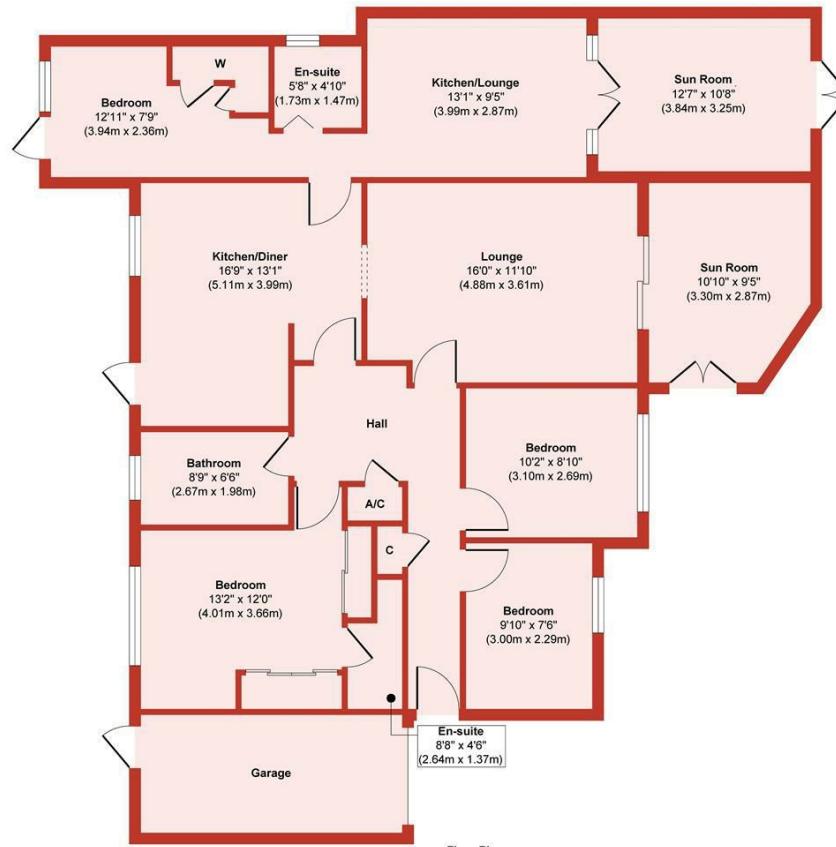 W
En-suite
5'8" x 4'10"
(1.73m x 1.47m)
Bedroom
12'11" x 7'9"
(3.94m x 2.36m)
Kitchen/Lounge
13'1" x 9'5"
(3.99m x 2.87m)
Sun Room
12'7" x 10'8"
(3.84m x 3.25m)
Kitchen/Diner
16'9" x 13'1"
(5.11m x 3.99m)
Lounge
16'0" x 11'10"
(4.88m x 3.61m)
Sun Room
10'10" x 9'5"
(3.30m x 2.87m)
Hall
Bathroom
8'9" x 6'6"
(2.67m x 1.98m)
Bedroom
10'2" x 8'10"
(3.10m x 2.69m)
A/C
C
Bedroom
13'2" x 12'0"
(4.01m x 3.66m)
Bedroom
9'10" x 7'6"
(3.00m x 2.29m)
En-suite
8'8" x 4'6"
(2.64m x 1.37m)
Garage